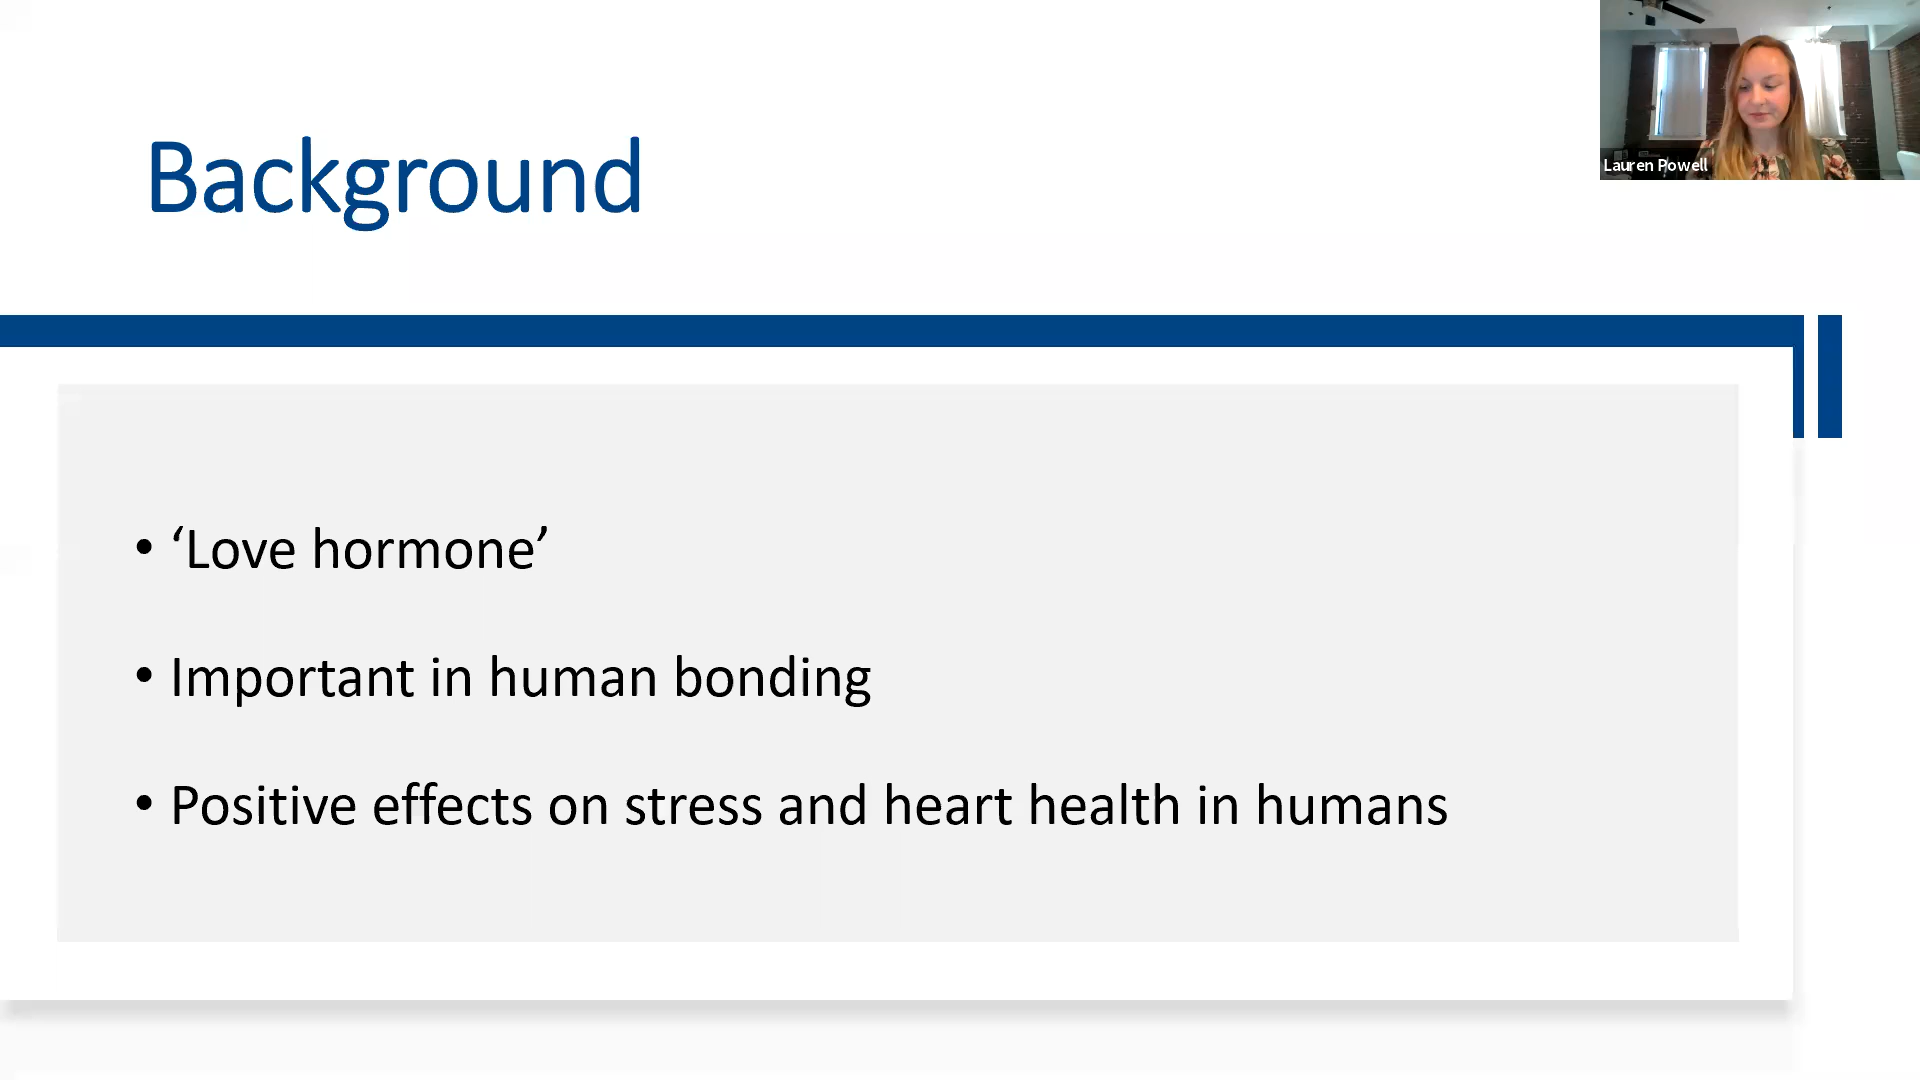 Background
Lauren Powell
• ‘Love hormone’
• Important in human bonding
• Positive effects on stress and heart health in humans